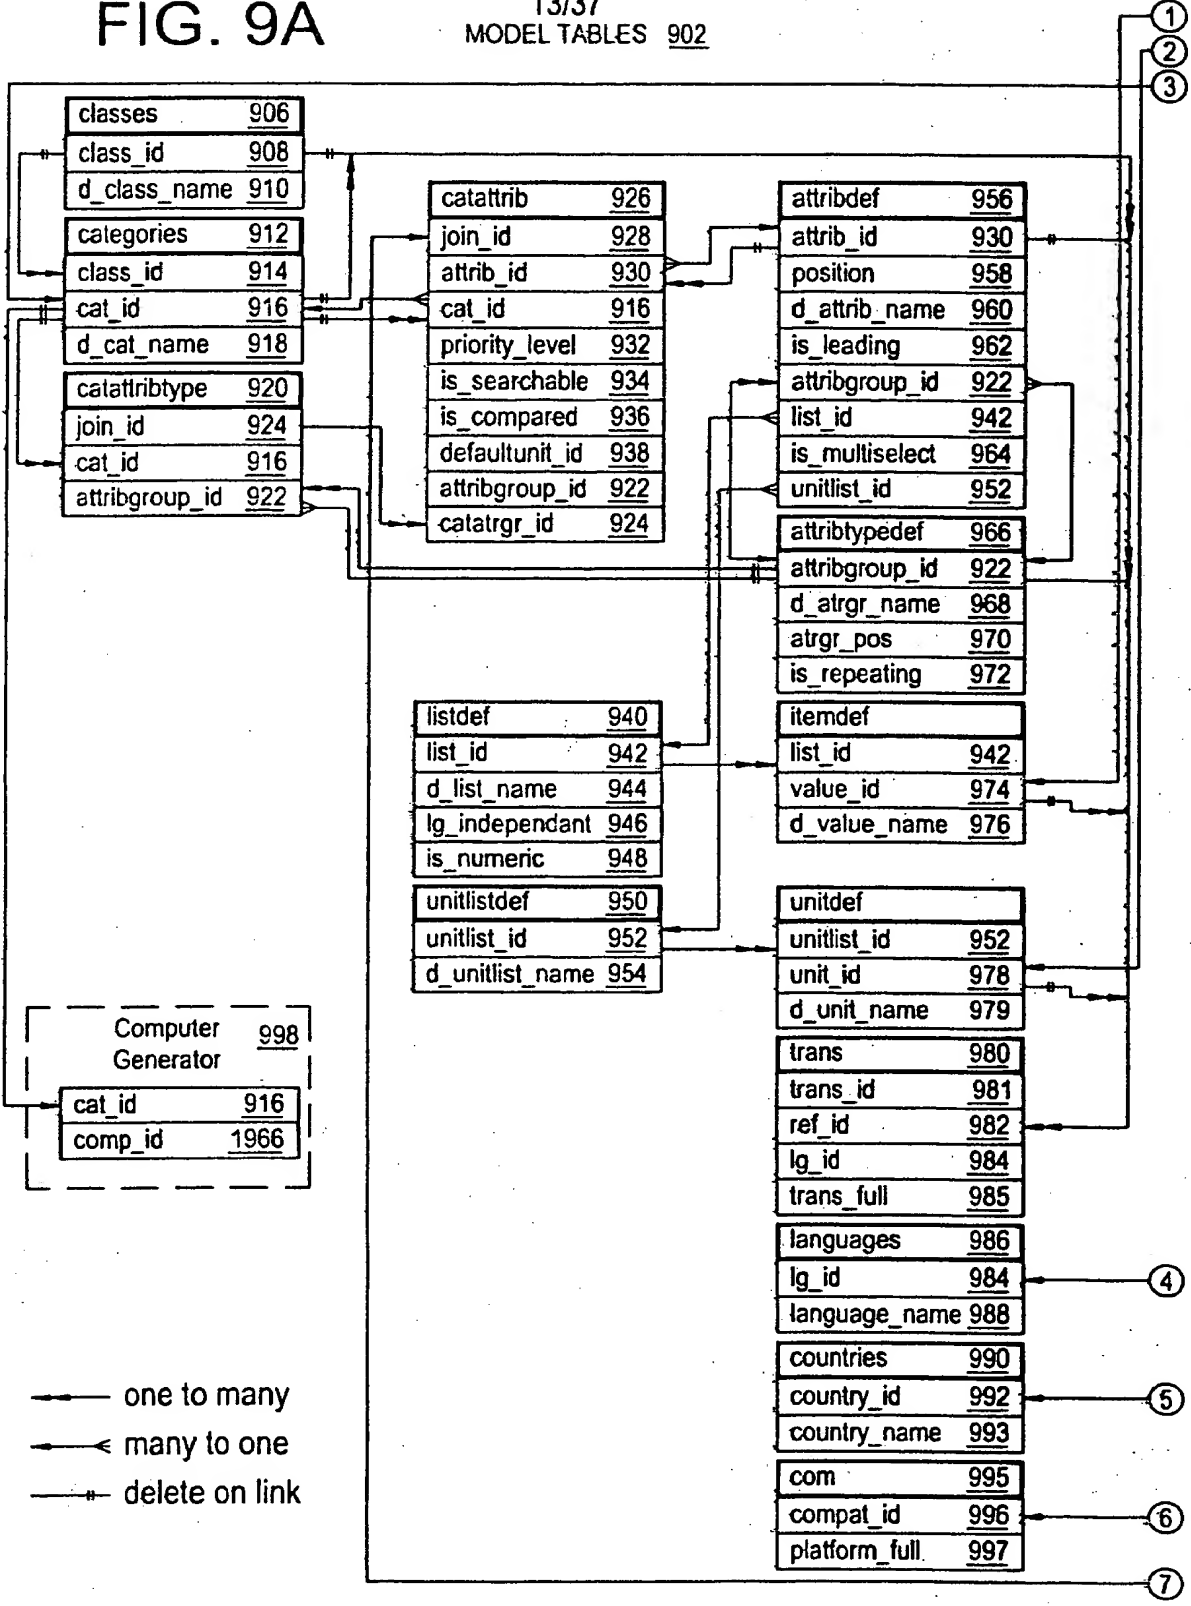 FIG. 9A
13/37
MODEL TABLES 902
1
2
3
classes 906
class_id 908
d_class_name 910
categories 912
class_id 914
cat_id 916
d_cat_name 918
catattribtype 920
join_id 924
cat_id 916
attribgroup_id 922
catattrib 926
join_id 928
attrib_id 930
cat_id 916
priority_level 932
is_searchable 934
is_compared 936
defaultunit_id 938
attribgroup_id 922
catatrgr_id 924
attribdef 956
attrib_id 930
position 958
d_attrib_name 960
is_leading 962
attribgroup_id 922
list_id 942
is_multiselect 964
unitlist_id 952
attribtypedef 966
attribgroup_id 922
d_atrgr_name 968
atrgr_pos 970
is_repeating 972
listdef 940
list_id 942
d_list_name 944
lg_independant 946
is_numeric 948
unitlistdef 950
unitlist_id 952
d_unitlist_name 954
itemdef
list_id 942
value_id 974
d_value_name 976
unitdef
unitlist_id 952
unit_id 978
d_unit_name 979
trans 980
trans_id 981
ref_id 982
lg_id 984
trans_full 985
languages 986
lg_id 984
language_name 988
countries 990
country_id 992
country_name 993
com 995
compat_id 996
platform_full 997
Computer 998
Generator
cat_id 916
comp_id 1966
one to many
many to one
delete on link
4
5
6
7